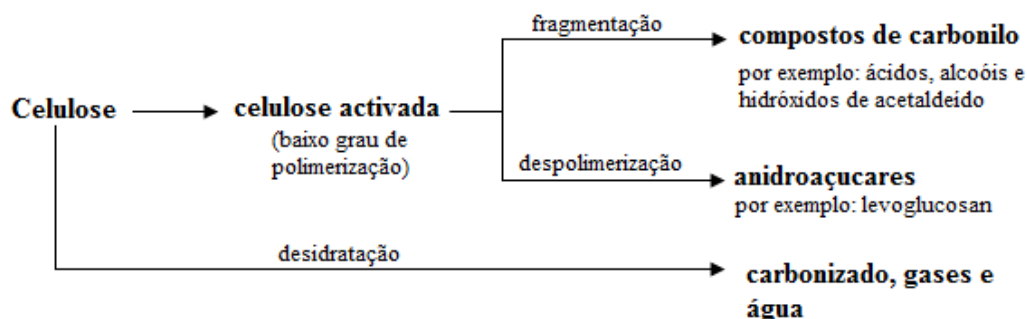 fragmentação
compostos de carbonilo
por exemplo: ácidos, alcoóis e
hidróxidos de acetaldeído
Celulose
celulose activada
(baixo grau de
polimerização)
despolimerização
anidroaçucares
por exemplo: levoglucosan
desidratação
carbonizado, gases e
água